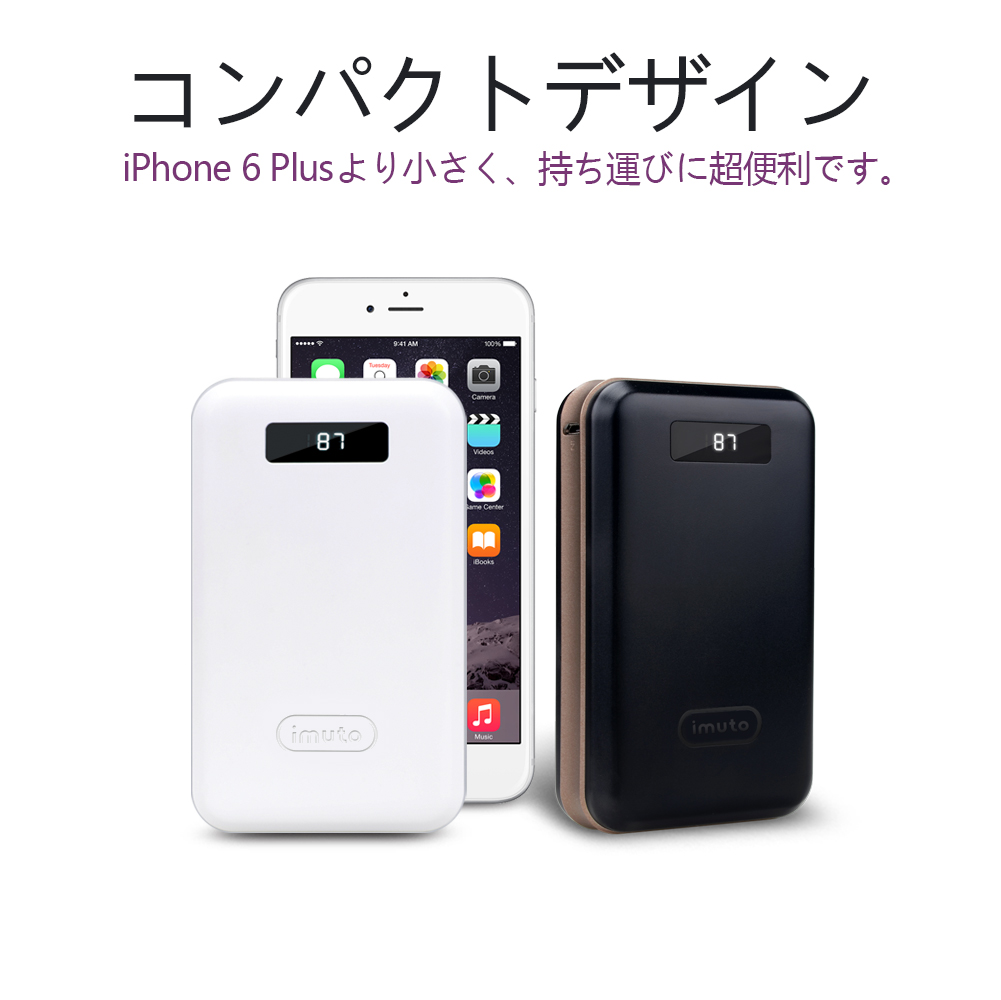 コンパクトデザイン
iPhone 6 Plusより小さく、持ち運びに超便利です。
9:41 AM
100%
Tuesday
Camera
87
87
Videos
Game Center
iBooks
imuto
imuto
Music